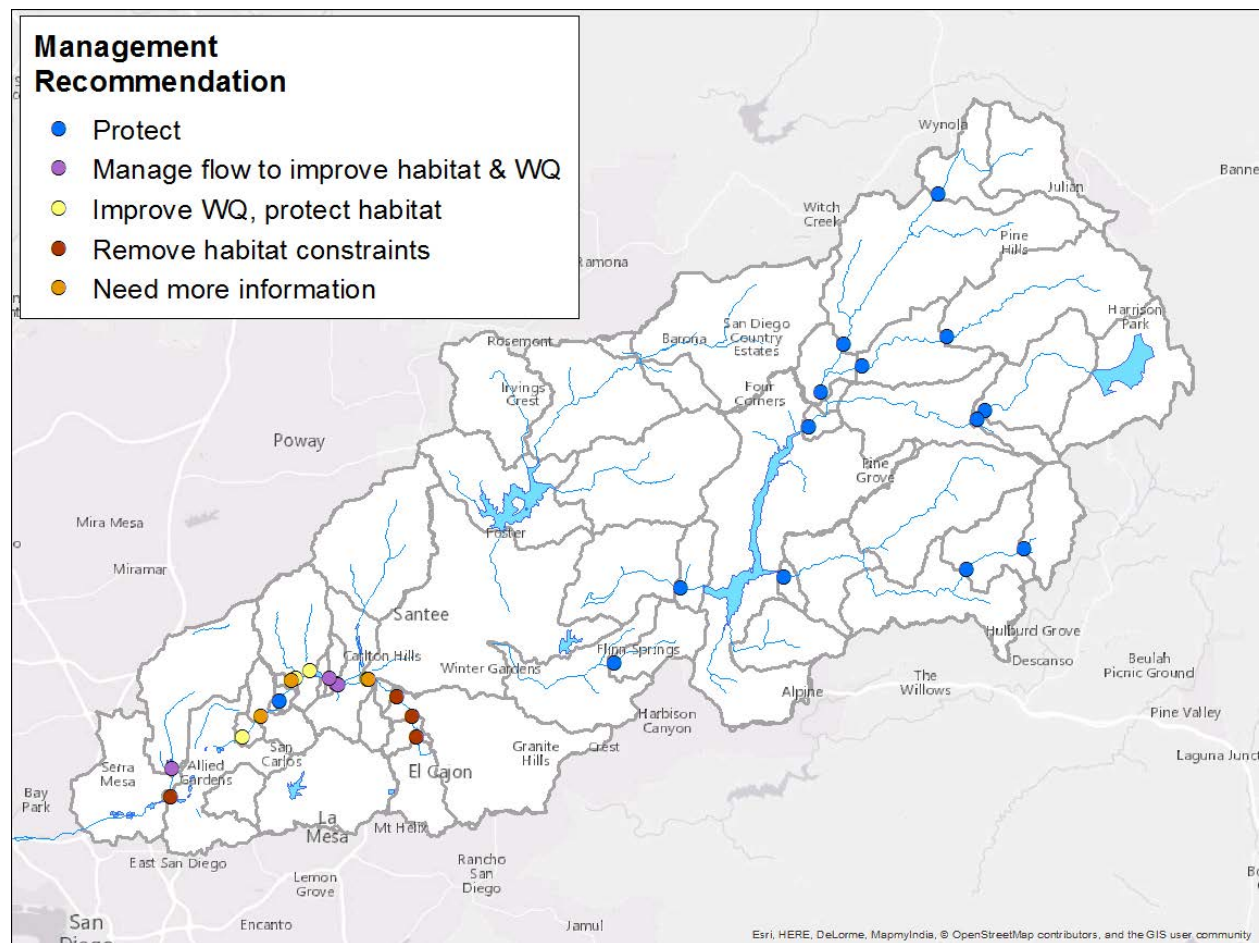 Management
Recommendation
Protect
Manage flow to improve habitat & WQ
Improve WQ, protect habitat
Remove habitat constraints
Need more information
Wynola
Julian
Banne
Witch
Creek
Pine
Hills
Ramona
Harrison
Park
San Diego
Country
Estates
Barona
Rosemont
Irvings
Crest
Four
Corners
Poway
Pine
Grove
Mira Mesa
Foster
Miramar
Santee
Hulburd Grove
Carlton Hills
Winter Gardens
Flinn Springs
Descanso
Beulah
Picnic Ground
The
Willows
Alpine
Pine Valley
Harbison
Canyon
Granite
Hills
Crest
San
Carlos
Laguna Junct
Serra
Mesa
Allied
Gardens
El Cajon
Bay
Park
La
Mesa
Mt Helix
East San Diego
Rancho
San
Diego
Lemon
Grove
Encanto
Jamul
San
Diego
Esri, HERE, DeLorme, MapmyIndia, © OpenStreetMap contributors, and the GIS user community